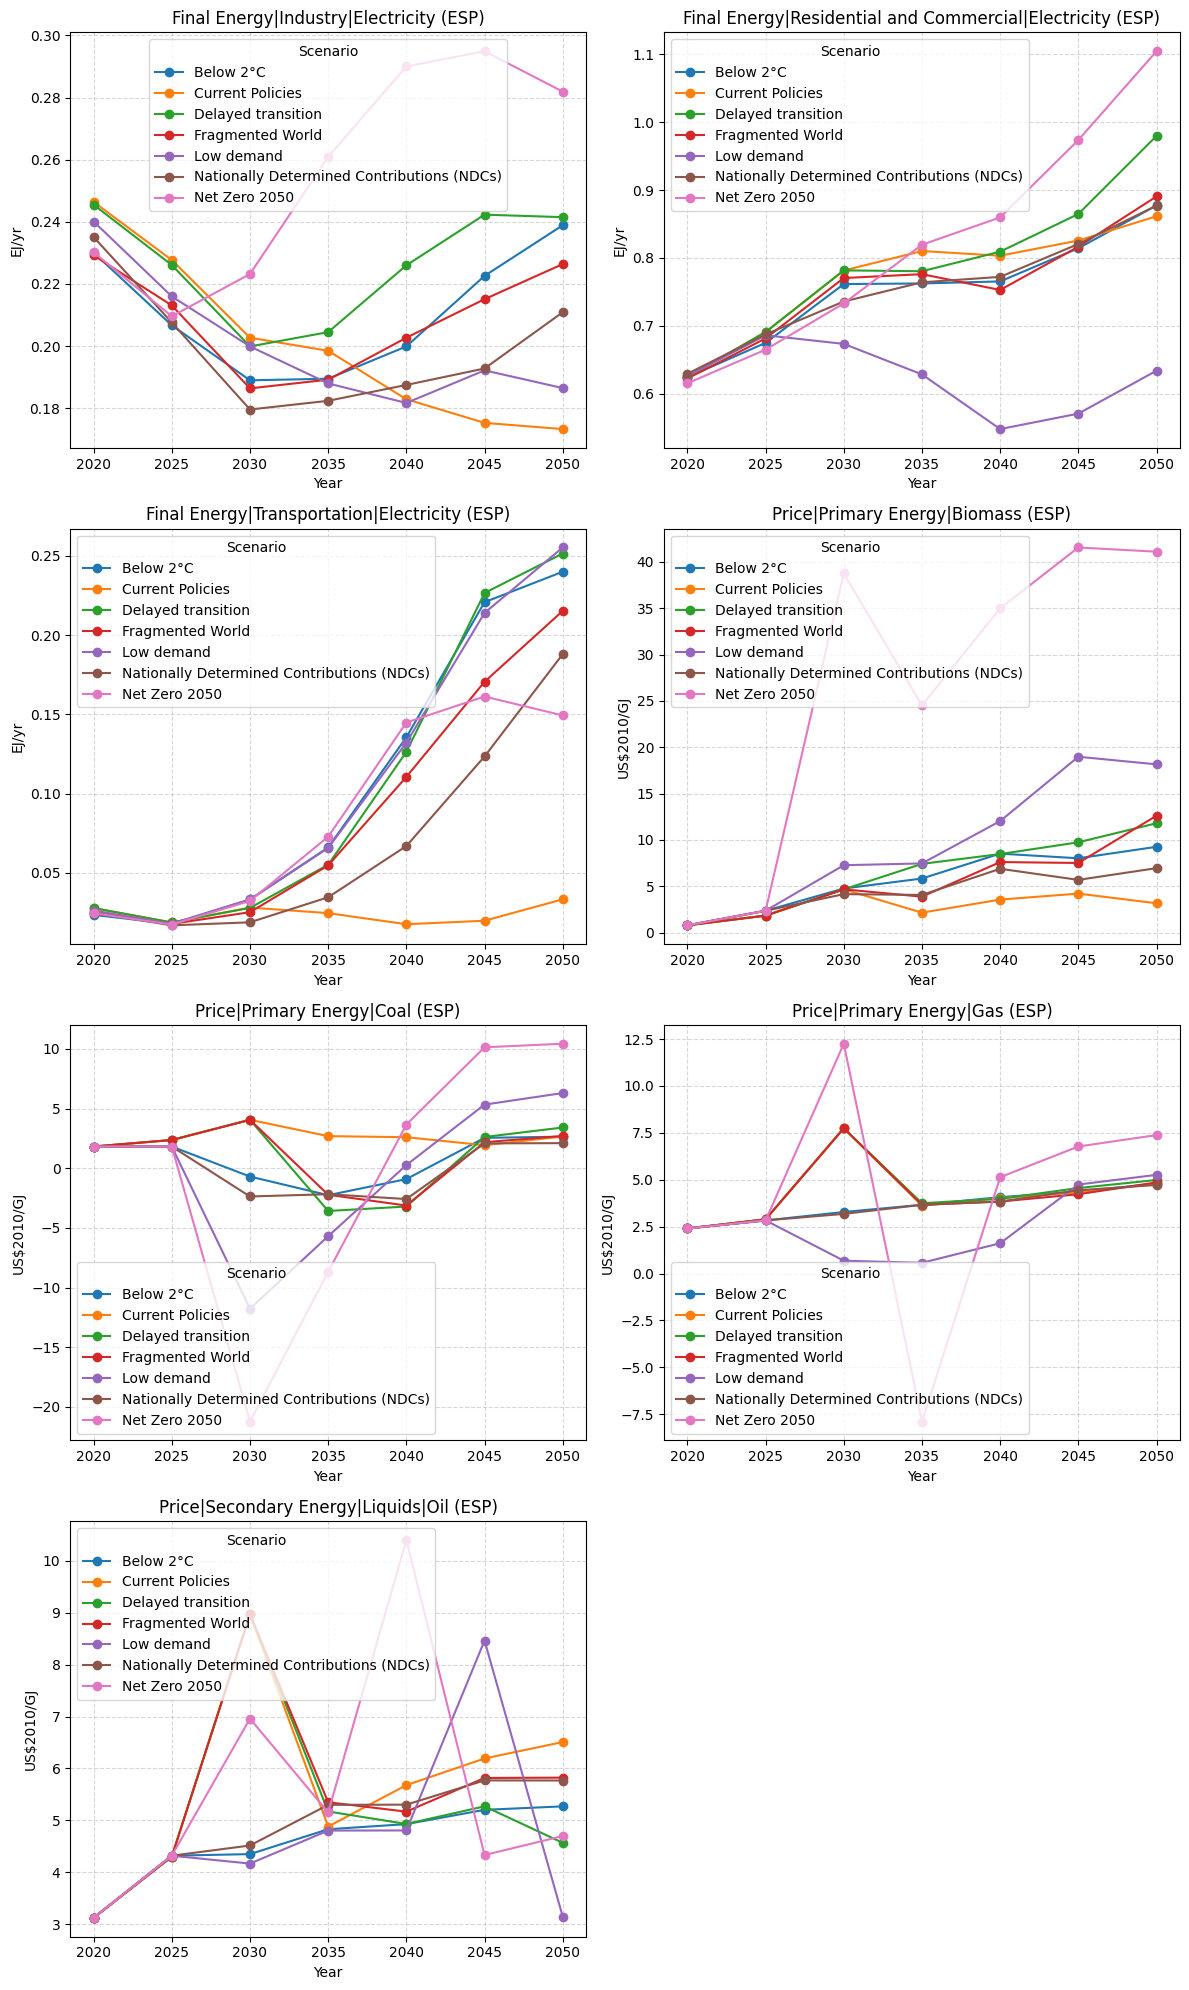 Final Energy|Industry|Electricity (ESP)
0.30
0.28
0.26
0.24
0.22
0.20
0.18
EJ/yr
Scenario
Below 2°C
Current Policies
Delayed transition
Fragmented World
Low demand
Nationally Determined Contributions (NDCs)
Net Zero 2050
2020 2025 2030 2035 2040 2045 2050
Year
Final Energy|Residential and Commercial|Electricity (ESP)
1.1
1.0
0.9
0.8
0.7
0.6
EJ/yr
Scenario
Below 2°C
Current Policies
Delayed transition
Fragmented World
Low demand
Nationally Determined Contributions (NDCs)
Net Zero 2050
2020 2025 2030 2035 2040 2045 2050
Year
Final Energy|Transportation|Electricity (ESP)
0.25
0.20
0.15
0.10
0.05
EJ/yr
Scenario
Below 2°C
Current Policies
Delayed transition
Fragmented World
Low demand
Nationally Determined Contributions (NDCs)
Net Zero 2050
2020 2025 2030 2035 2040 2045 2050
Year
Price|Primary Energy|Biomass (ESP)
40
35
30
25
20
15
10
5
0
US$2010/GJ
Scenario
Below 2°C
Current Policies
Delayed transition
Fragmented World
Low demand
Nationally Determined Contributions (NDCs)
Net Zero 2050
2020 2025 2030 2035 2040 2045 2050
Year
Price|Primary Energy|Coal (ESP)
10
5
0
−5
−10
−15
−20
US$2010/GJ
Scenario
Below 2°C
Current Policies
Delayed transition
Fragmented World
Low demand
Nationally Determined Contributions (NDCs)
Net Zero 2050
2020 2025 2030 2035 2040 2045 2050
Year
Price|Primary Energy|Gas (ESP)
12.5
10.0
7.5
5.0
2.5
0.0
−2.5
−5.0
−7.5
US$2010/GJ
Scenario
Below 2°C
Current Policies
Delayed transition
Fragmented World
Low demand
Nationally Determined Contributions (NDCs)
Net Zero 2050
2020 2025 2030 2035 2040 2045 2050
Year
Price|Secondary Energy|Liquids|Oil (ESP)
10
9
8
7
6
5
4
3
US$2010/GJ
Scenario
Below 2°C
Current Policies
Delayed transition
Fragmented World
Low demand
Nationally Determined Contributions (NDCs)
Net Zero 2050
2020 2025 2030 2035 2040 2045 2050
Year